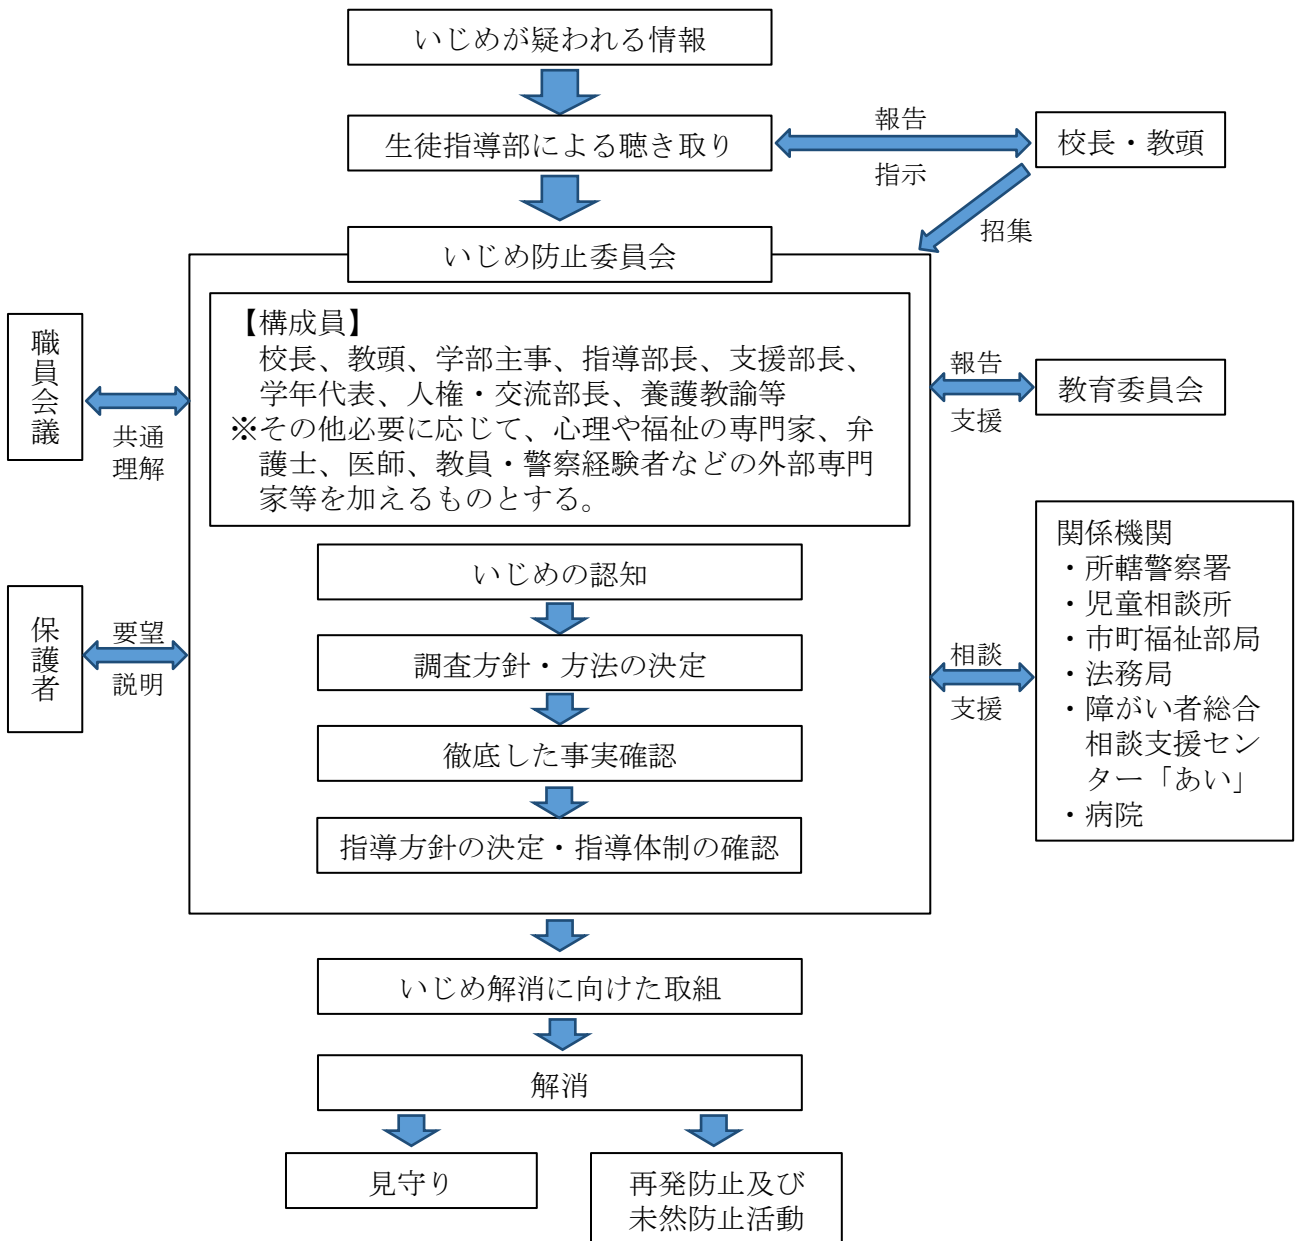 いじめが疑われる情報
生徒指導部による聴き取り
報告
指示
校長・教頭
招集
いじめ防止委員会
【構成員】
校長、教頭、学部主事、指導部長、支援部長、
学年代表、人権・交流部長、養護教諭等
※その他必要に応じて、心理や福祉の専門家、弁
護士、医師、教員・警察経験者などの外部専門
家等を加えるものとする。
職員会議
共通
理解
報告
支援
教育委員会
いじめの認知
調査方針・方法の決定
徹底した事実確認
指導方針の決定・指導体制の確認
保護者
要望
説明
相談
支援
関係機関
・所轄警察署
・児童相談所
・市町福祉部局
・法務局
・障がい者総合
相談支援セン
ター「あい」
・病院
いじめ解消に向けた取組
解消
見守り
再発防止及び
未然防止活動